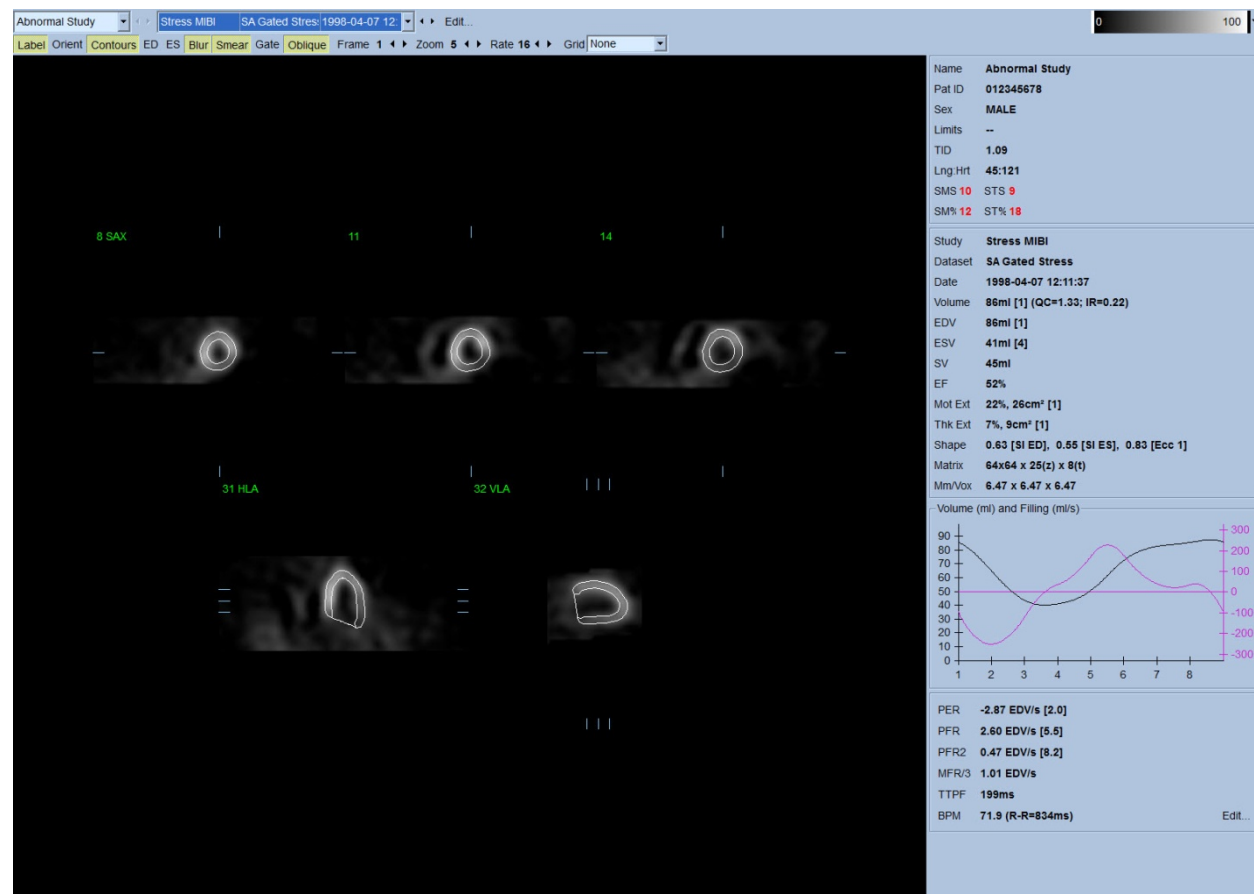 Abnormal Study Stress MIBI SA Gated Stres: 1998-04-07 12: Edit...
0 100
Label Orient Contours ED ES Blur Smear Gate Oblique Frame 1 Zoom 5 Rate 16 Grid None
Name Abnormal Study
Pat ID 012345678
Sex MALE
Limits --
TID 1.09
Lng:Hrt 45:121
SMS 10 STS 9
SM% 12 ST% 18
8 SAX 11 14
Study Stress MIBI
Dataset SA Gated Stress
Date 1998-04-07 12:11:37
Volume 86ml [1] (QC=1.33; IR=0.22)
EDV 86ml [1]
ESV 41ml [4]
SV 45ml
EF 52%
Mot Ext 22%, 26cm² [1]
Thk Ext 7%, 9cm² [1]
Shape 0.63 [SI ED], 0.55 [SI ES], 0.83 [Ecc 1]
Matrix 64x64 x 25(z) x 8(t)
Mm/Vox 6.47 x 6.47 x 6.47
31 HLA 32 VLA
Volume (ml) and Filling (ml/s)
90 300
80 200
70 100
60 0
50 -100
40 -200
30 -300
20
10
0
1 2 3 4 5 6 7 8
PER -2.87 EDV/s [2.0]
PFR 2.60 EDV/s [5.5]
PFR2 0.47 EDV/s [8.2]
MFR/3 1.01 EDV/s
TTPF 199ms
BPM 71.9 (R-R=834ms) Edit...